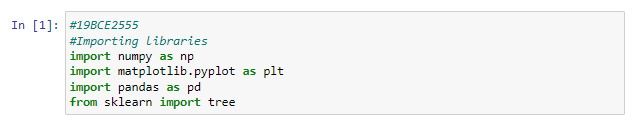 In [1]:
#19BCE2555
#Importing libraries
import numpy as np
import matplotlib.pyplot as plt
import pandas as pd
from sklearn import tree